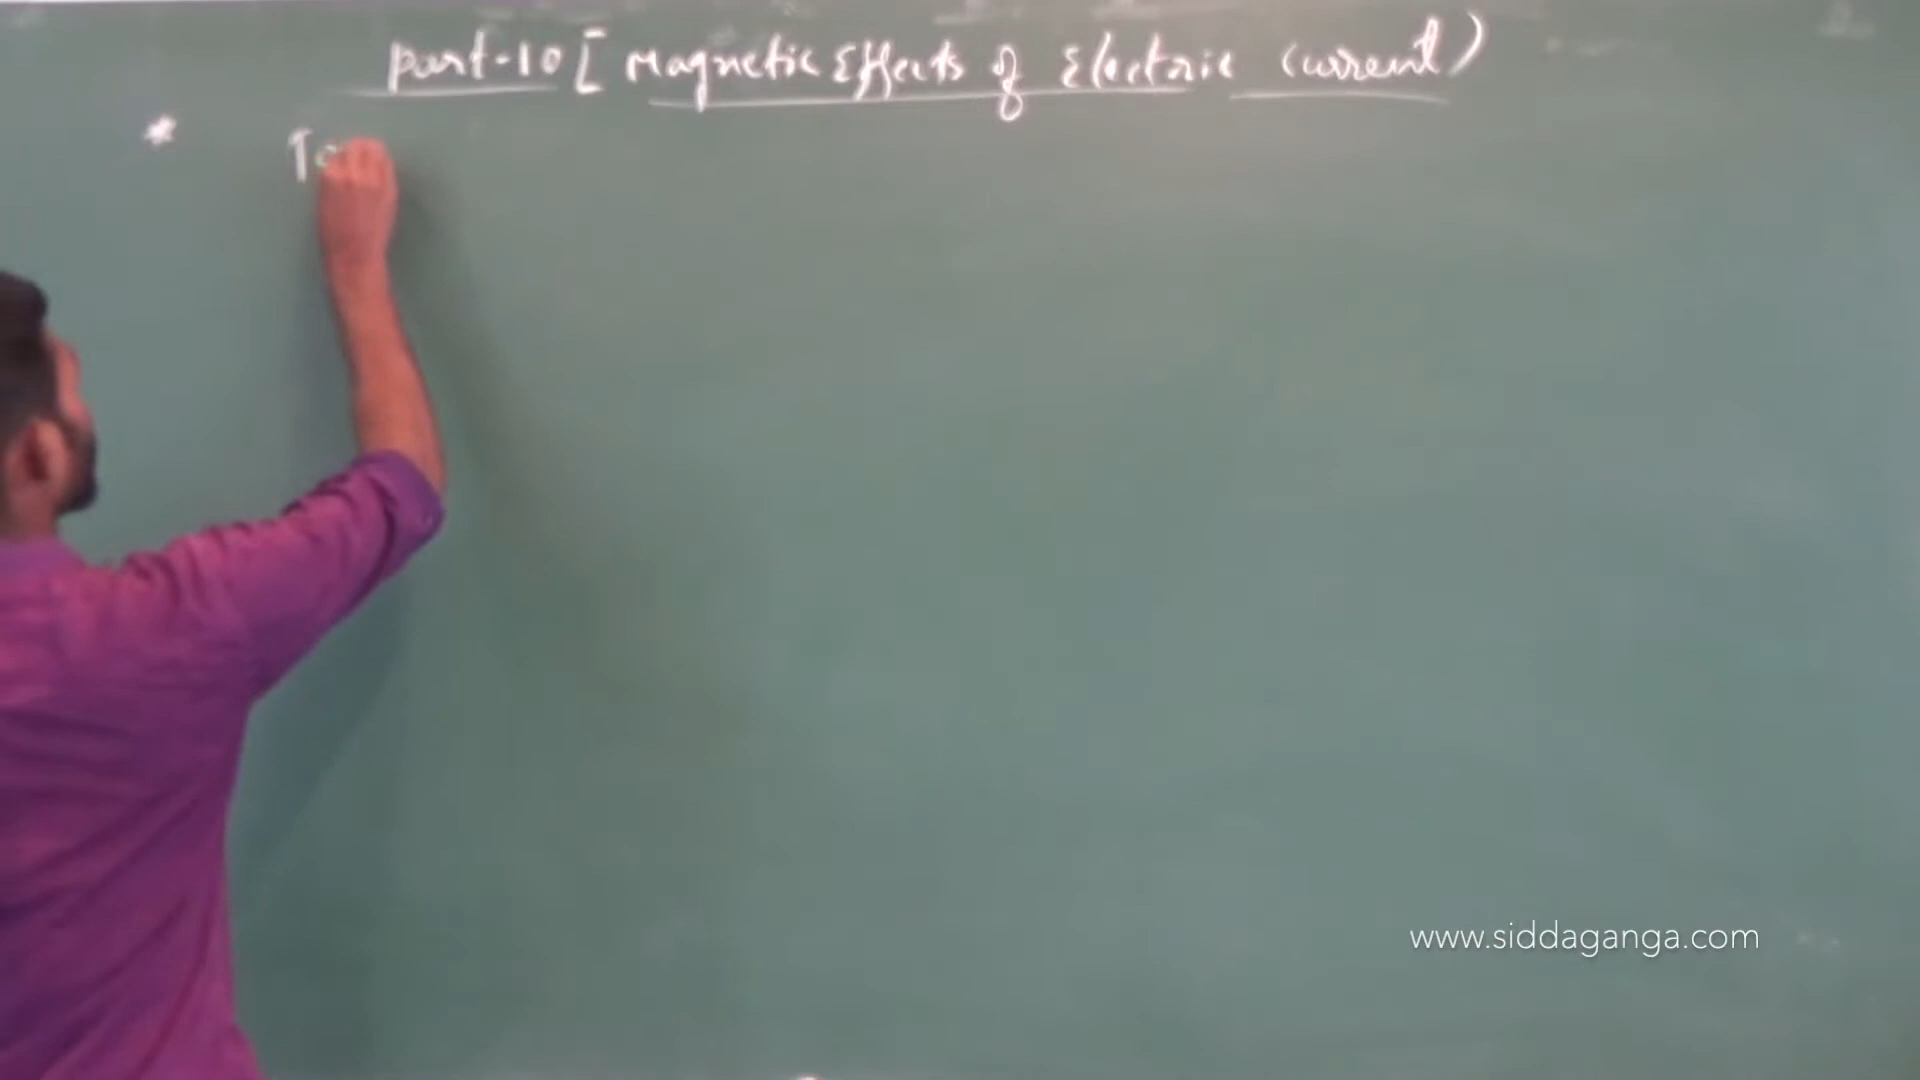 Part-10 [ Magnetic Effects of Electric Current )
*
www.siddaganga.com